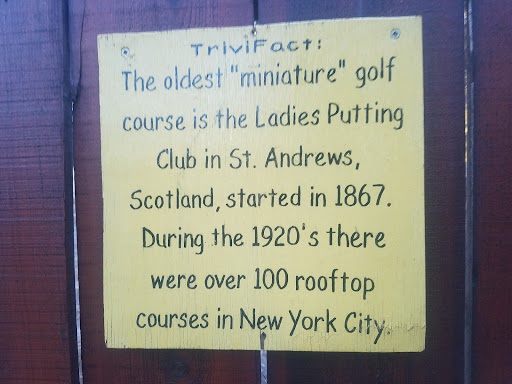 TriviFact:
The oldest "miniature" golf
course is the Ladies Putting
Club in St. Andrews,
Scotland, started in 1867.
During the 1920's there
were over 100 rooftop
courses in New York City.